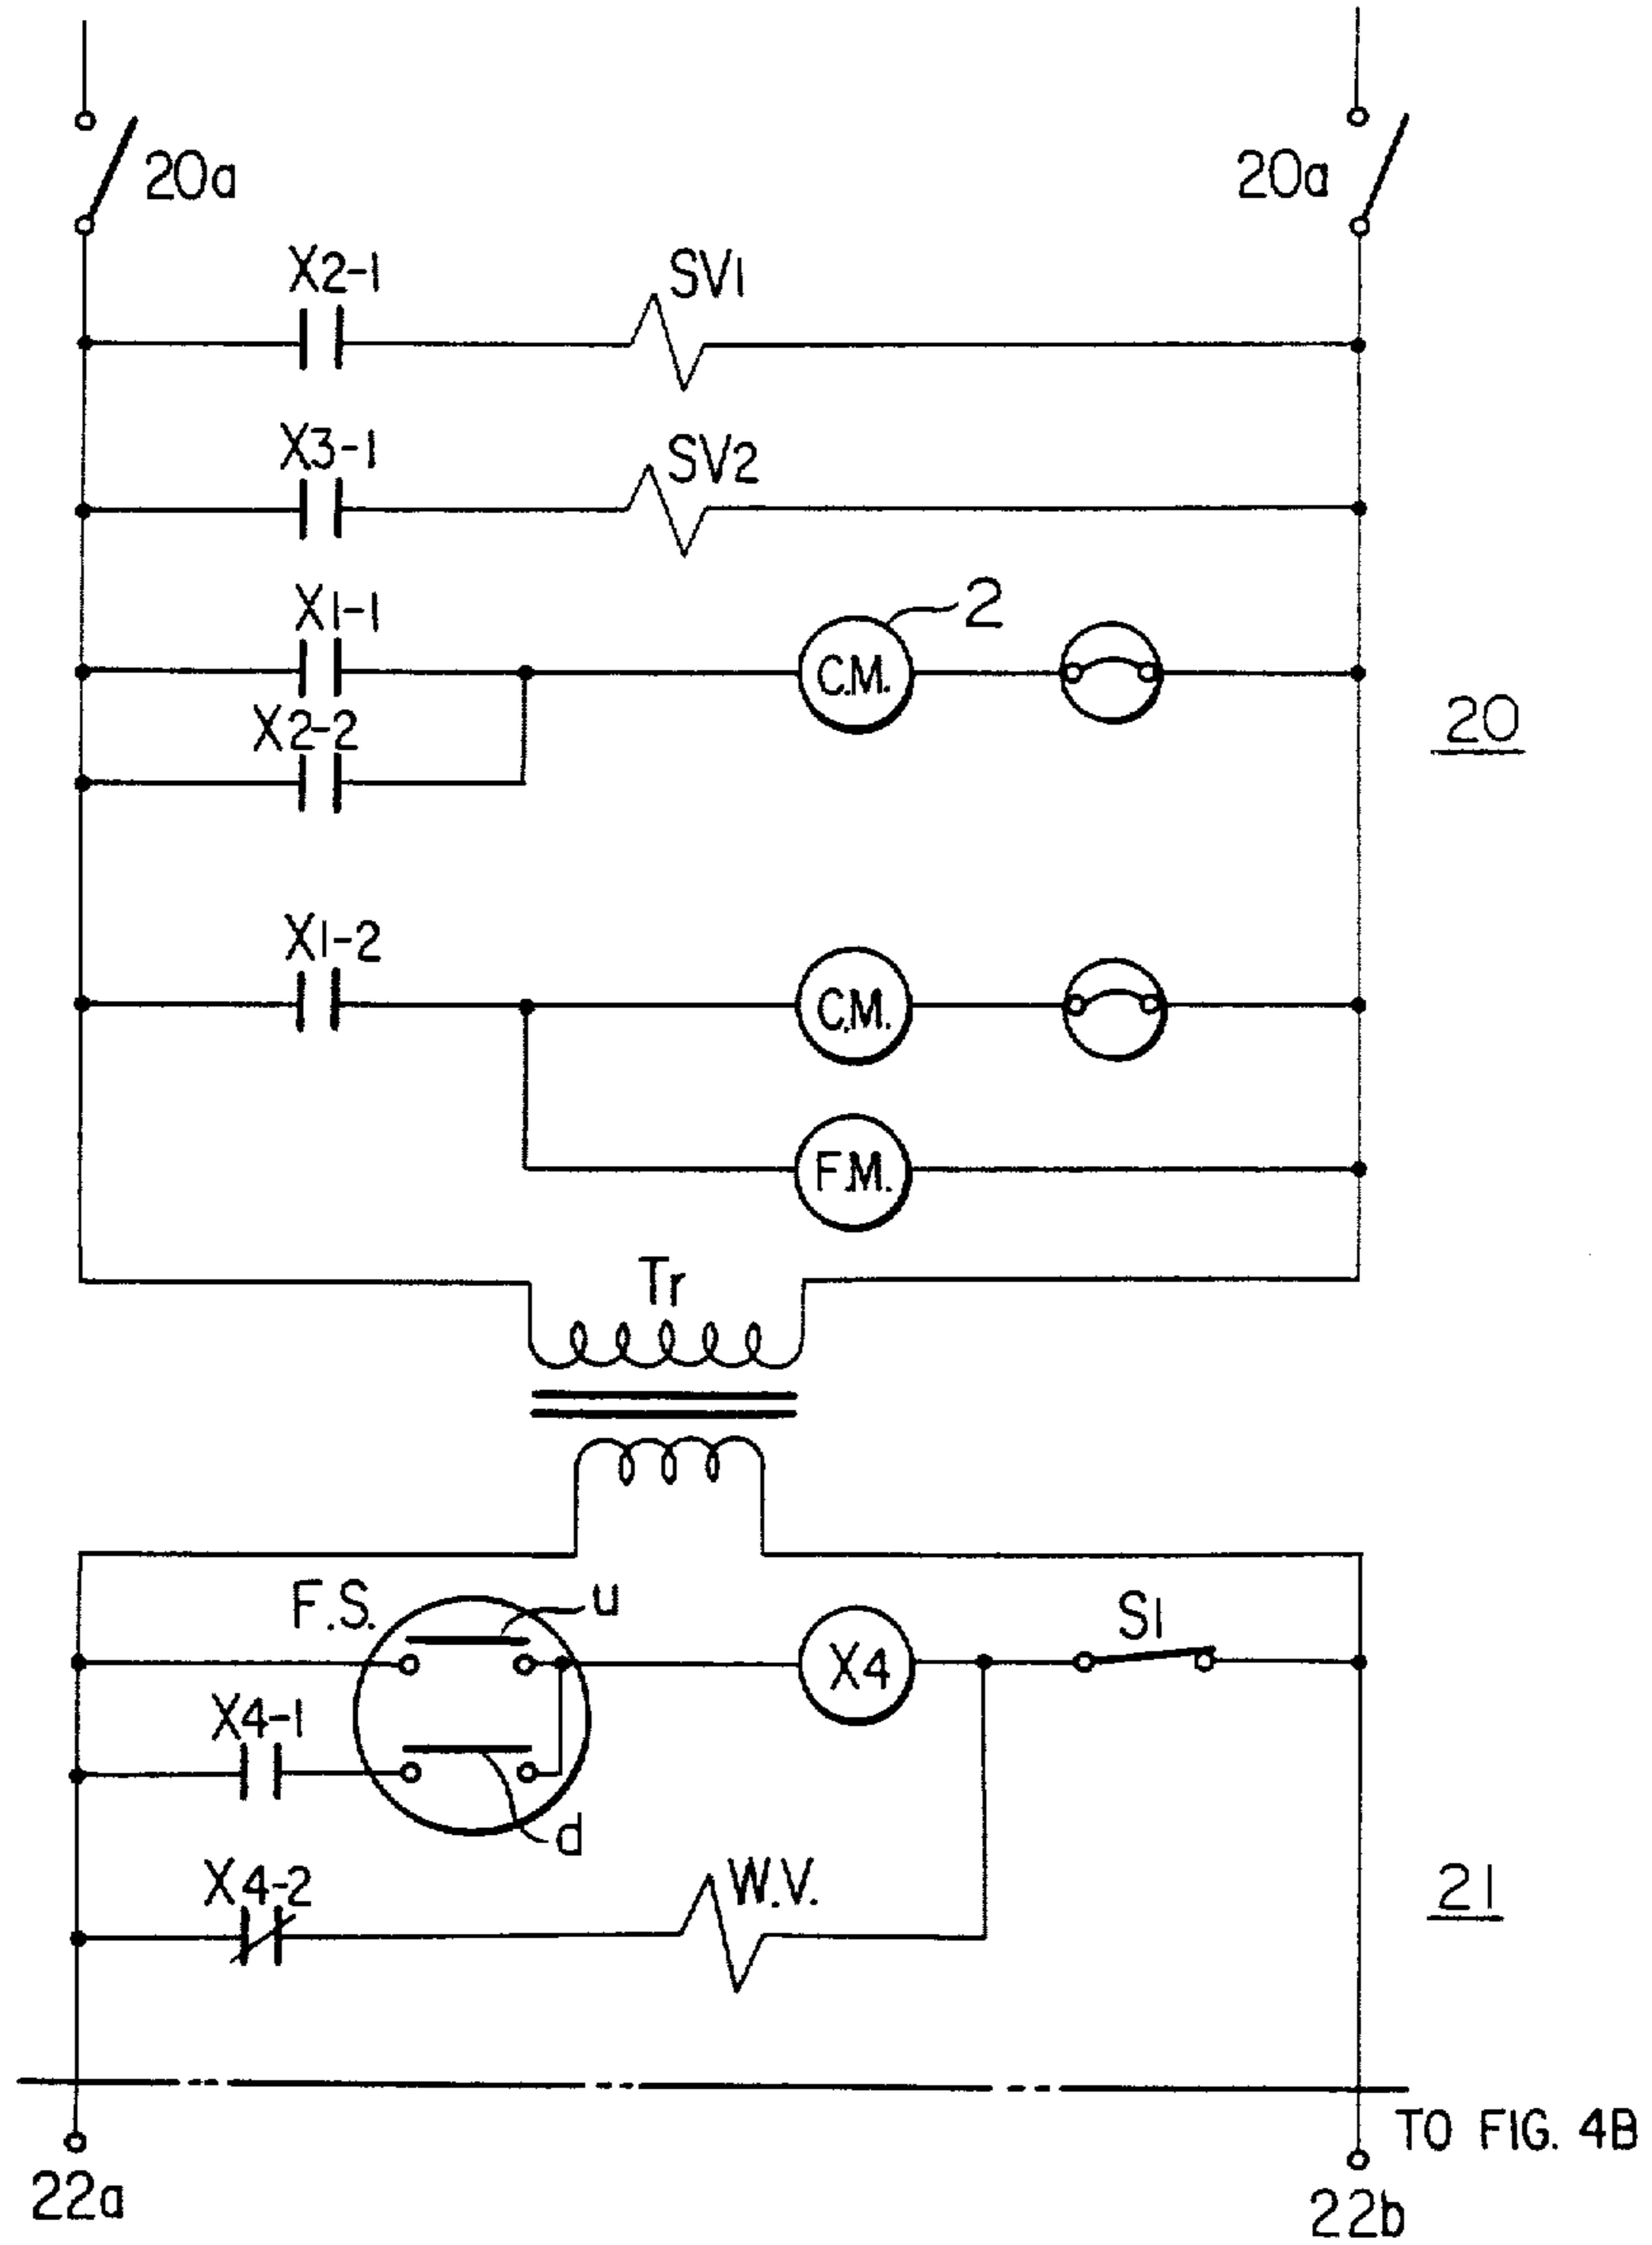 20a
20a
X2-1
SV1
X3-1
SV2
X1-1
2
C.M.
20
X2-2
X1-2
C.M.
F.M.
Tr
F.S.
u
S1
X4
X4-1
d
X4-2
W.V.
21
TO FIG. 4B
22a
22b